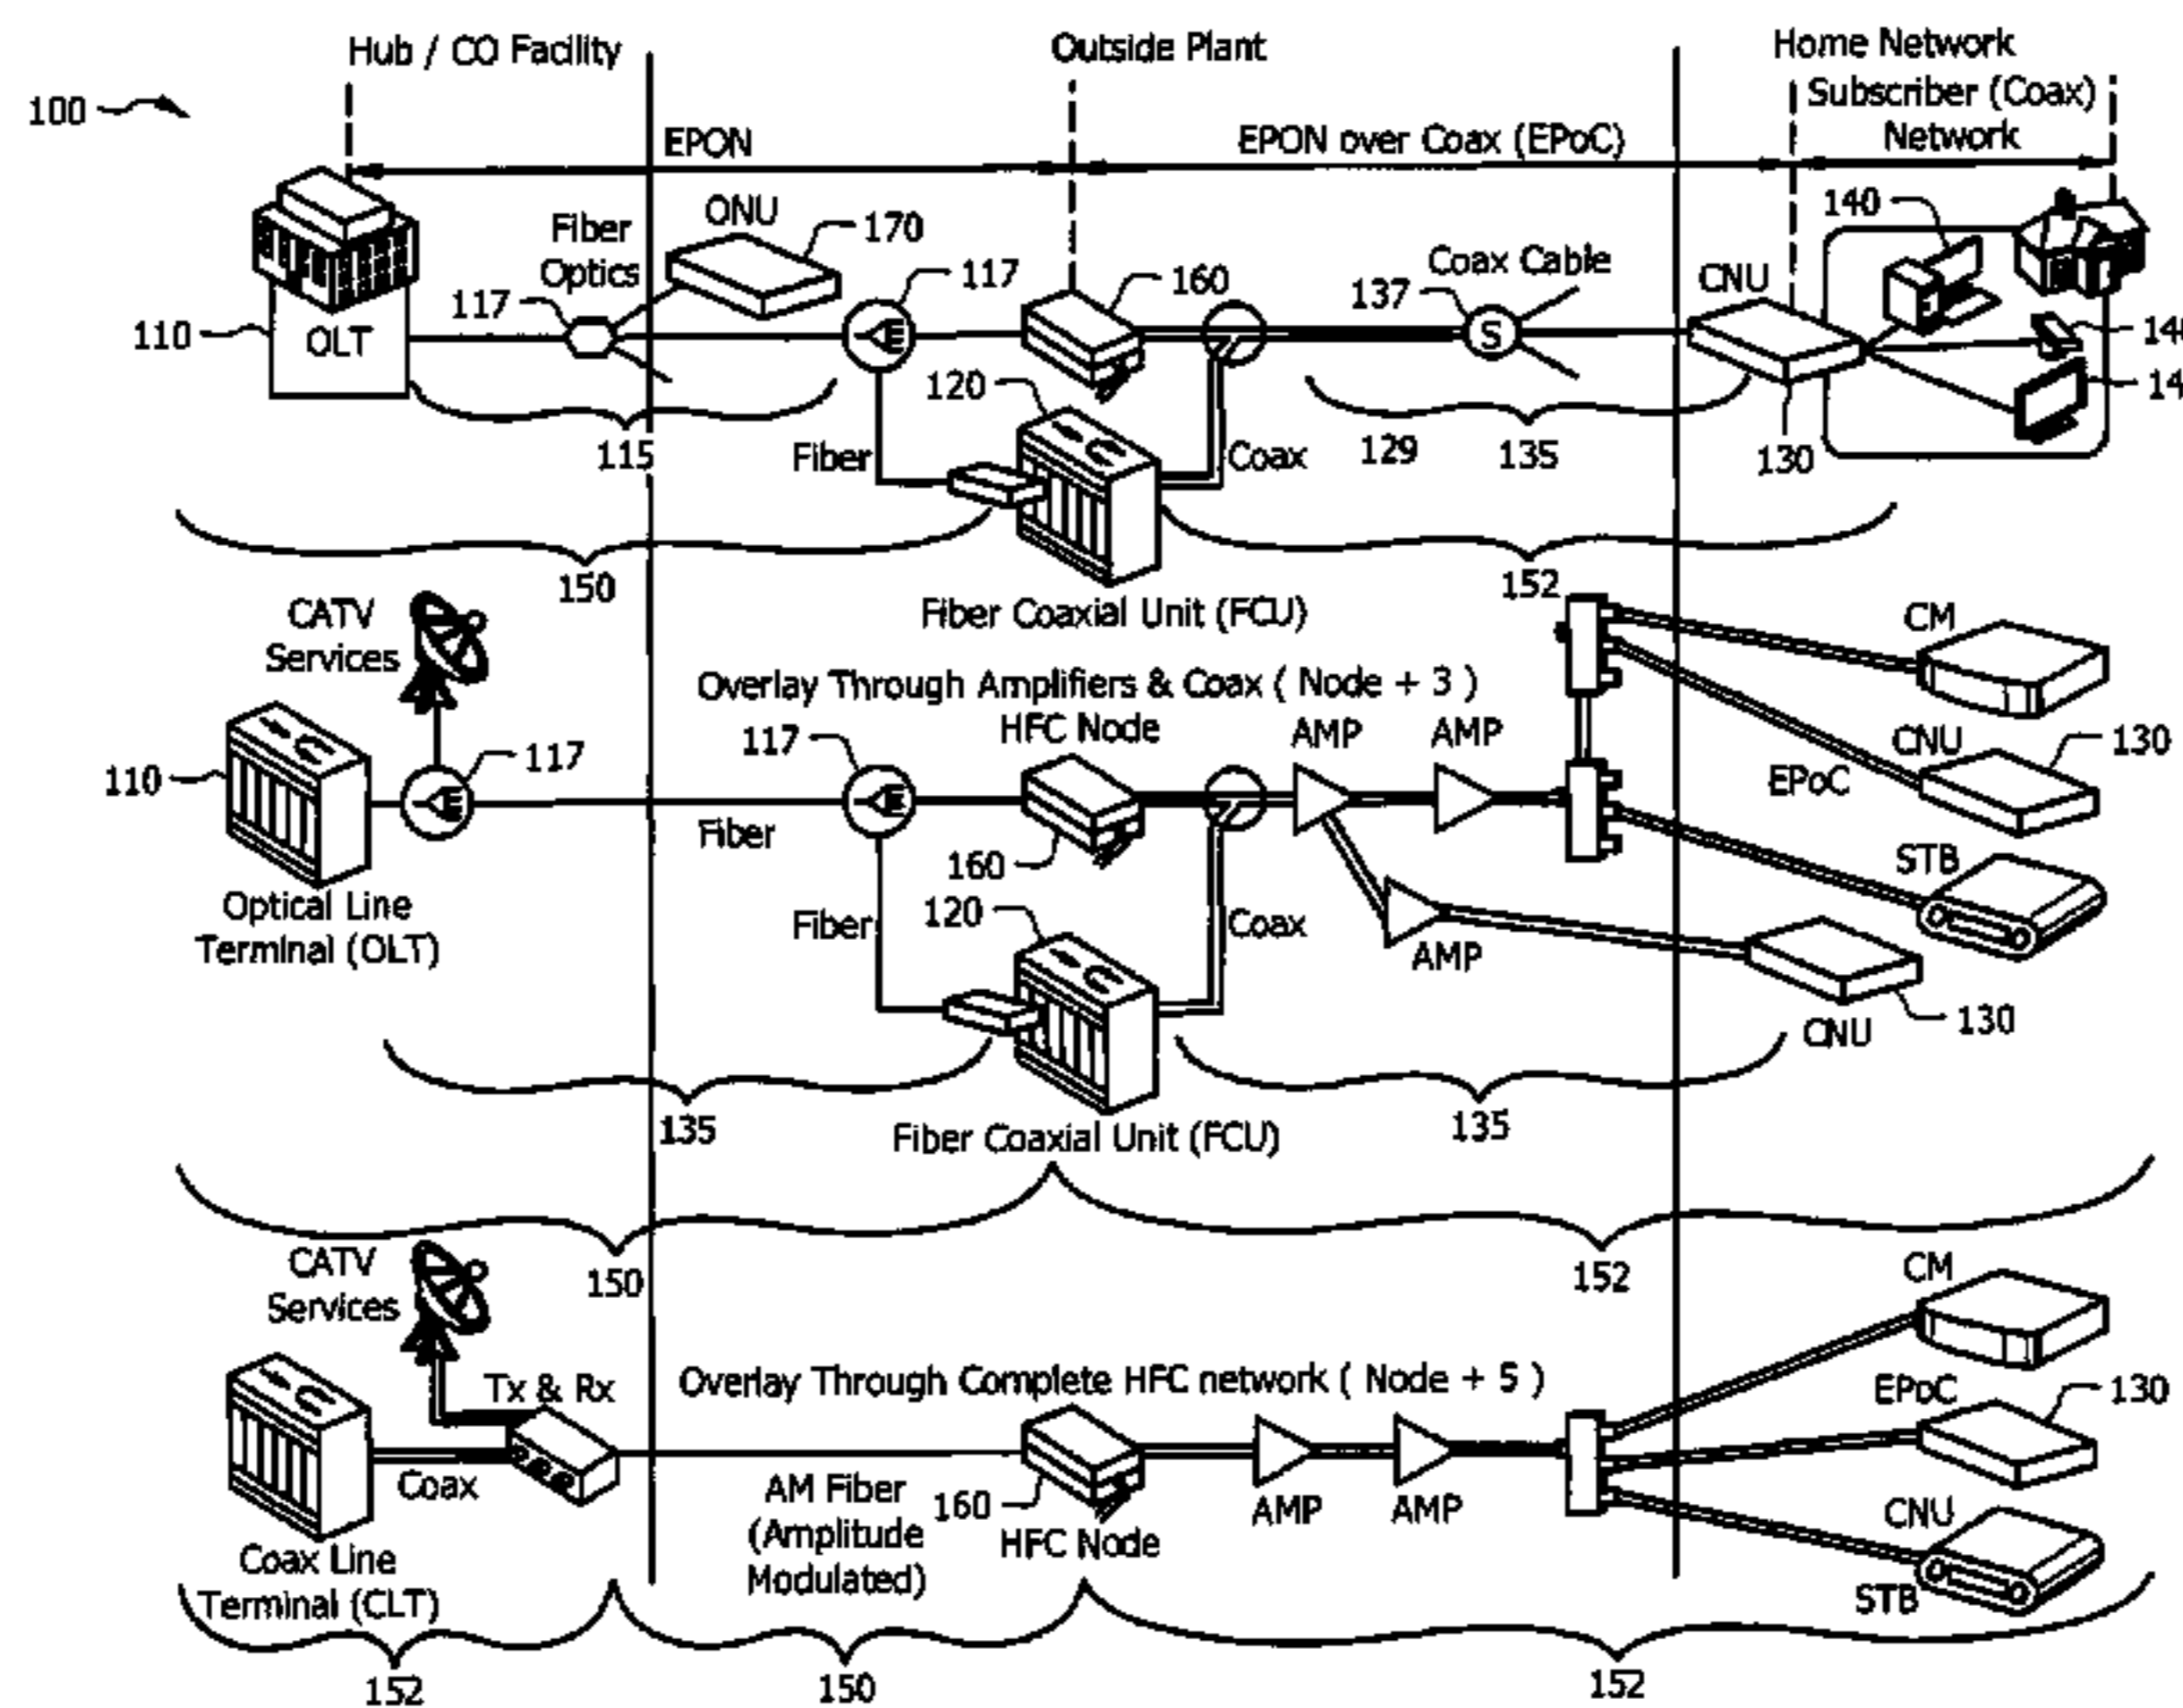 Hub / CO Facility
Outside Plant
Home Network
Subscriber (Coax)
Network
100
EPON
EPON over Coax (EPoC)
ONU
170
Fiber
Optics
117
117
160
137
Coax Cable
CNU
140
110
OLT
140
14
120
115
Fiber
Coax
129
135
130
150
152
Fiber Coaxial Unit (FCU)
CATV
Services
Overlay Through Amplifiers & Coax ( Node + 3 )
HFC Node
CM
117
117
AMP
AMP
CNU
130
110
EPoC
Fiber
160
STB
Optical Line
Terminal (OLT)
Fiber
120
Coax
AMP
130
CNU
135
135
Fiber Coaxial Unit (FCU)
150
152
CATV
Services
CM
Tx & Rx
Overlay Through Complete HFC network ( Node + 5 )
EPoC
130
Coax
AM Fiber
(Amplitude
Modulated)
160
HFC Node
AMP
AMP
CNU
STB
Coax Line
Terminal (CLT)
152
150
152